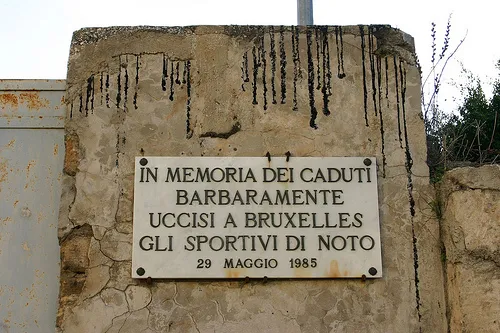 IN MEMORIA DEI CADUTI
BARBARAMENTE
UCCISI A BRUXELLES
GLI SPORTIVI DI NOTO
29 MAGGIO 1985